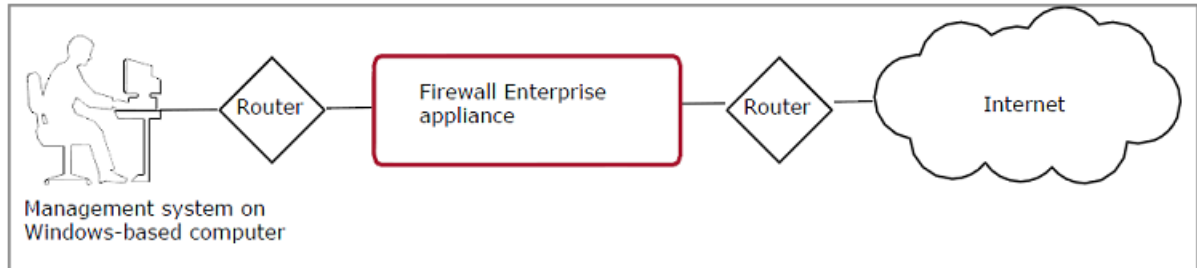 Router
Firewall Enterprise
appliance
Router
Internet
Management system on
Windows-based computer